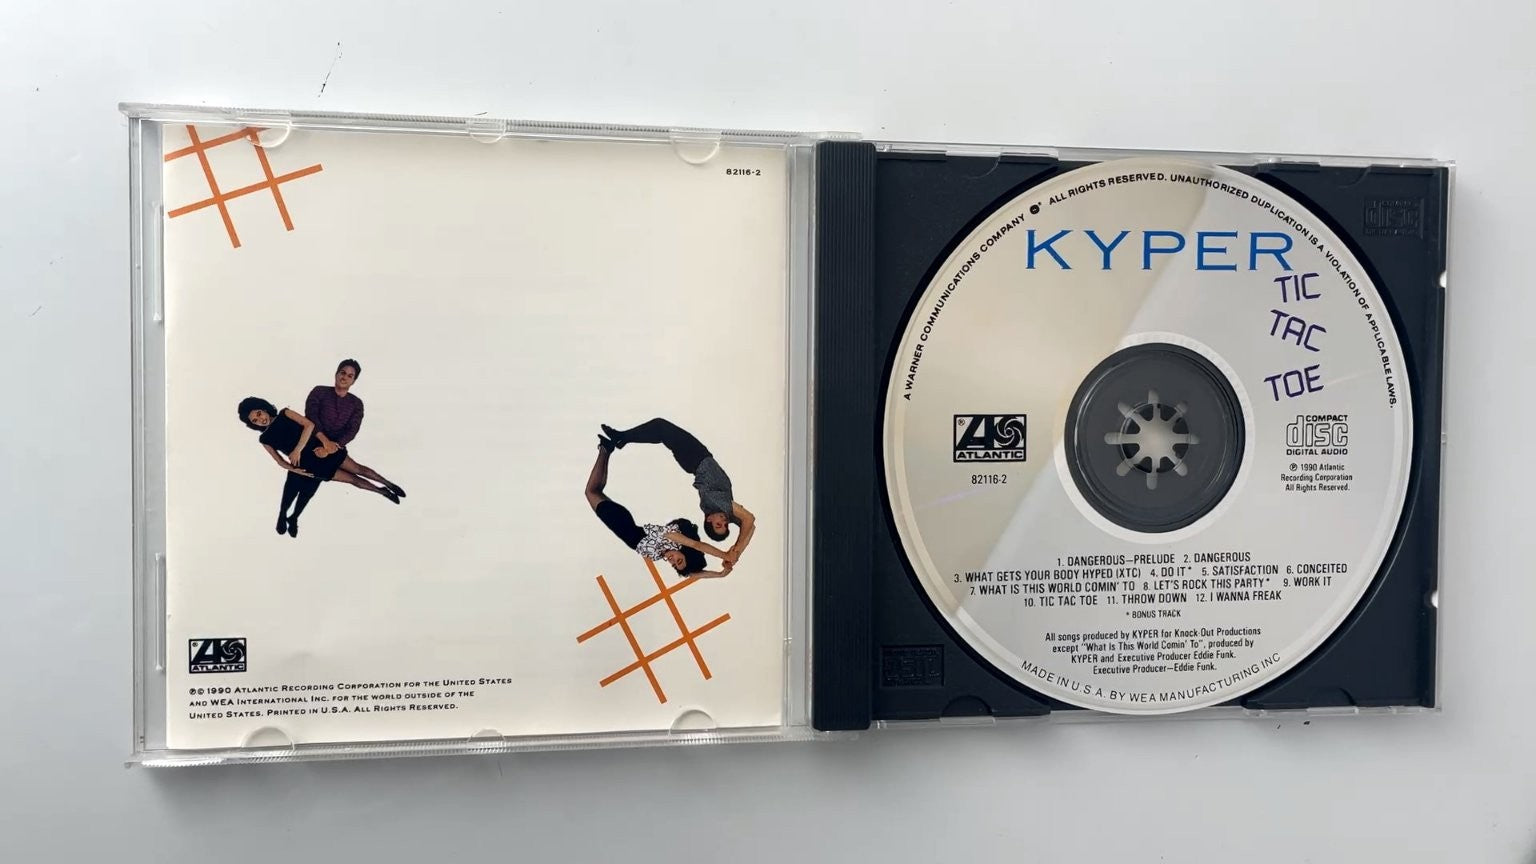 82116-2
ATLANTIC
℗© 1990 ATLANTIC RECORDING CORPORATION FOR THE UNITED STATES
AND WEA INTERNATIONAL INC. FOR THE WORLD OUTSIDE OF THE
UNITED STATES. PRINTED IN U.S.A. ALL RIGHTS RESERVED.
A WARNER COMMUNICATIONS COMPANY ALL RIGHTS RESERVED. UNAUTHORIZED DUPLICATION IS A VIOLATION OF APPLICABLE LAWS.
KYPER
TIC
TAC
TOE
® ATLANTIC
82116-2
COMPACT
disc
DIGITAL AUDIO
℗ 1990 Atlantic
Recording Corporation
All Rights Reserved.
1. DANGEROUS—PRELUDE 2. DANGEROUS
3. WHAT GETS YOUR BODY HYPED (XTC) 4. DO IT* 5. SATISFACTION 6. CONCEITED
7. WHAT IS THIS WORLD COMIN' TO 8. LET'S ROCK THIS PARTY* 9. WORK IT
10. TIC TAC TOE 11. THROW DOWN 12. I WANNA FREAK
* BONUS TRACK
All songs produced by KYPER for Knock-Out Productions
except "What Is This World Comin' To", produced by
KYPER and Executive Producer Eddie Funk.
Executive Producer—Eddie Funk.
MADE IN U.S.A. BY WEA MANUFACTURING INC